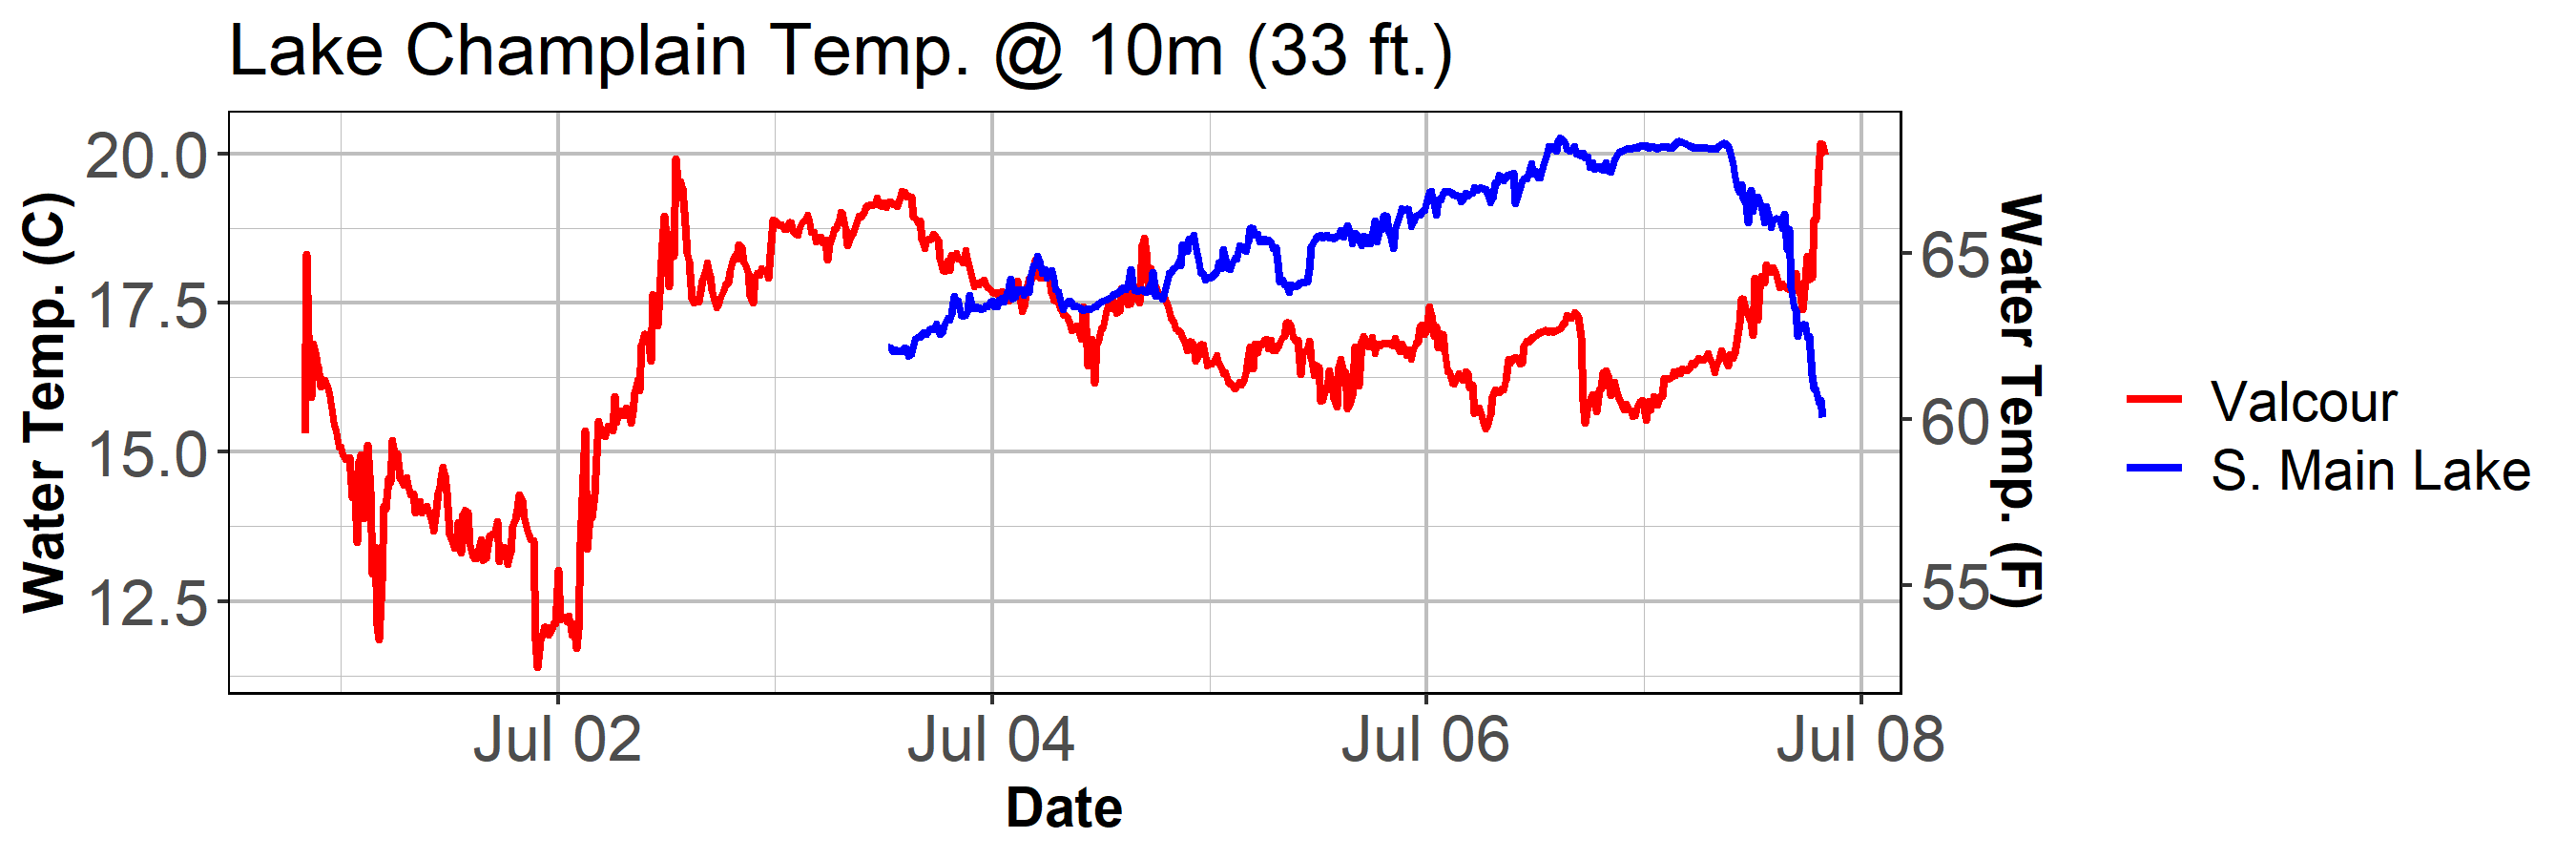 Lake Champlain Temp. @ 10m (33 ft.)
Water Temp. (C)
20.0
17.5
15.0
12.5
65
60
55
Water Temp. (F)
Valcour
S. Main Lake
Jul 02
Jul 04
Jul 06
Jul 08
Date